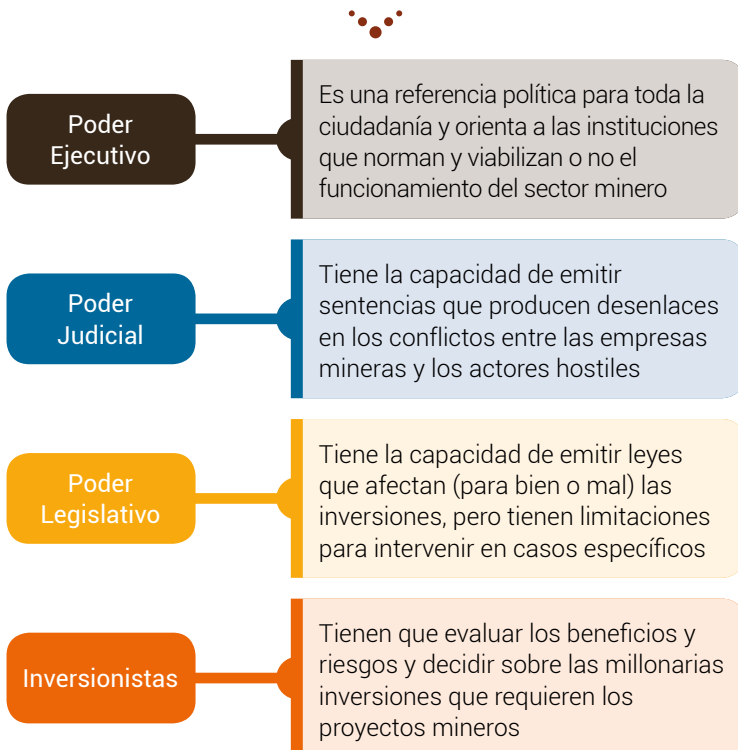 Poder
Ejecutivo
Es una referencia política para toda la
ciudadanía y orienta a las instituciones
que norman y viabilizan o no el
funcionamiento del sector minero
Poder
Judicial
Tiene la capacidad de emitir
sentencias que producen desenlaces
en los conflictos entre las empresas
mineras y los actores hostiles
Poder
Legislativo
Tiene la capacidad de emitir leyes
que afectan (para bien o mal) las
inversiones, pero tienen limitaciones
para intervenir en casos específicos
Inversionistas
Tienen que evaluar los beneficios y
riesgos y decidir sobre las millonarias
inversiones que requieren los
proyectos mineros